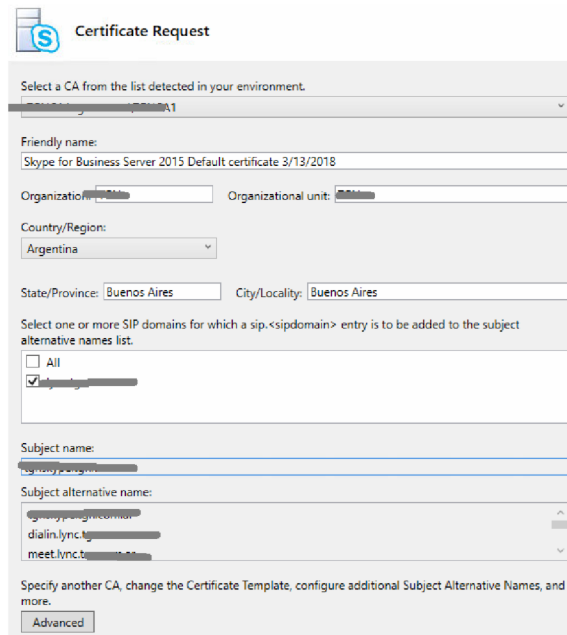 Certificate Request
Select a CA from the list detected in your environment.
Friendly name:
Skype for Business Server 2015 Default certificate 3/13/2018
Organization: Organizational unit:
Country/Region:
Argentina
State/Province: Buenos Aires City/Locality: Buenos Aires
Select one or more SIP domains for which a sip.<sipdomain> entry is to be added to the subject
alternative names list.
All
Subject name:
Subject alternative name:
dialin.lync.
meet.lync.
Specify another CA, change the Certificate Template, configure additional Subject Alternative Names, and
more.
Advanced